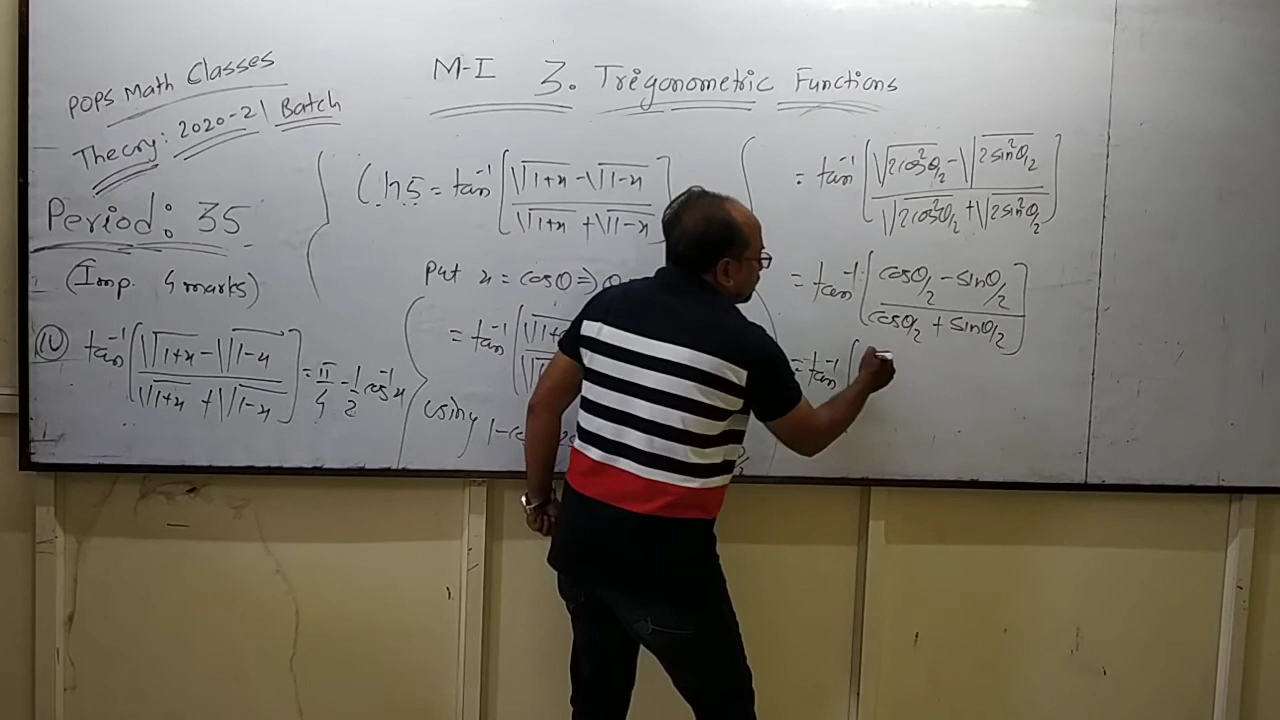 POPS Math Classes
Theory: 2020-21 Batch
Period: 35
(Imp. 4 marks)
(IV) tan⁻¹[(√1+x − √1−x)/(√1+x + √1−x)] = π/4 − 1/2 cos⁻¹x
M-I 3. Trigonometric Functions
L.H.S = tan⁻¹[(√1+x − √1−x)/(√1+x + √1−x)]
Put x = cosθ ⇒
= tan⁻¹
using 1-
= tan⁻¹[(√2cos²θ/2 − √2sin²θ/2)/(√2cos²θ/2 + √2sin²θ/2)]
= tan⁻¹[(cosθ/2 − sinθ/2)/(cosθ/2 + sinθ/2)]
= tan⁻¹[